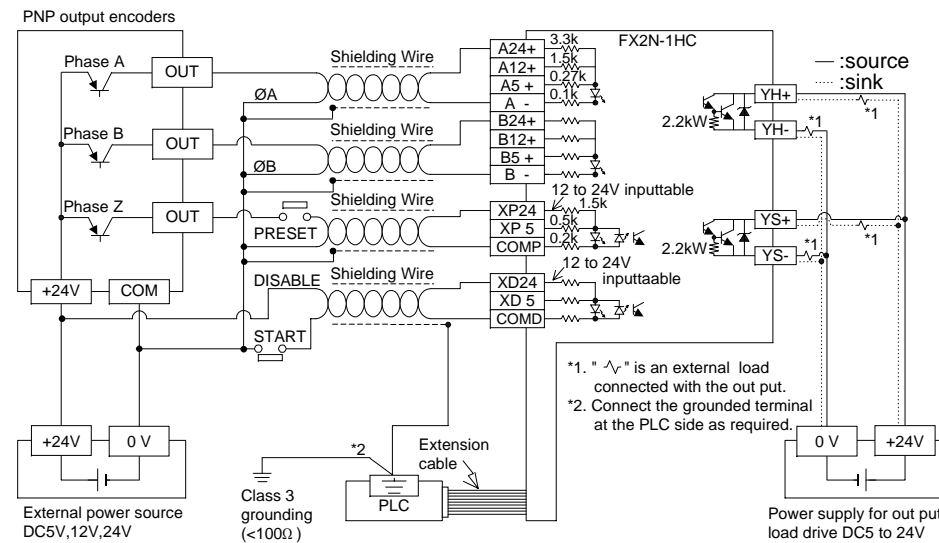 PNP output encoders
Phase A
OUT
Phase B
OUT
Phase Z
OUT
+24V
COM
Shielding Wire
ØA
Shielding Wire
ØB
Shielding Wire
PRESET
Shielding Wire
DISABLE
START
A24+
A12+
A5 +
A -
B24+
B12+
B5 +
B -
XP24
XP 5
COMP
XD24
XD 5
COMD
3.3k
1.5k
0.27k
0.1k
FX2N-1HC
12 to 24V inputtable
1.5k
0.5k
0.2k
12 to 24V
inputtaable
:source
:sink
2.2kW
YH+
YH-
*1
*1
2.2kW
YS+
YS-
*1
*1
*1. " " is an external load
connected with the out put.
*2. Connect the grounded terminal
at the PLC side as required.
+24V
0 V
External power source
DC5V,12V,24V
*2
Class 3
grounding
(<100Ω )
PLC
Extension
cable
0 V
+24V
Power supply for out put
load drive DC5 to 24V